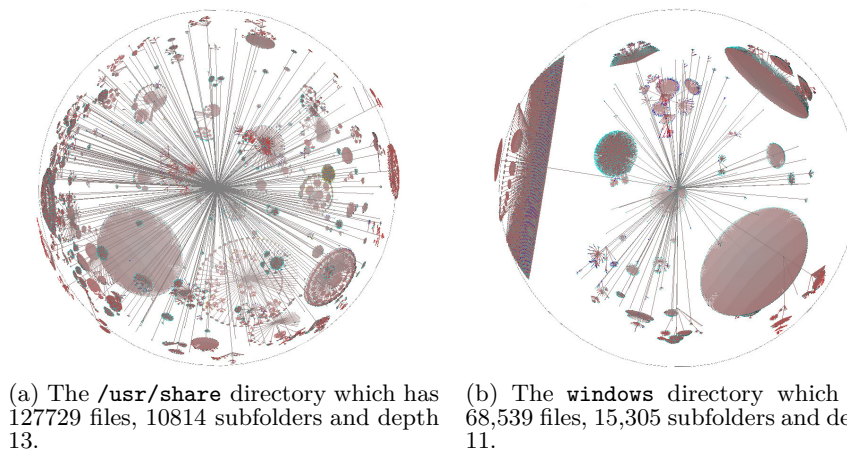 (a) The /usr/share directory which has
127729 files, 10814 subfolders and depth
13.
(b) The windows directory which
68,539 files, 15,305 subfolders and de
11.